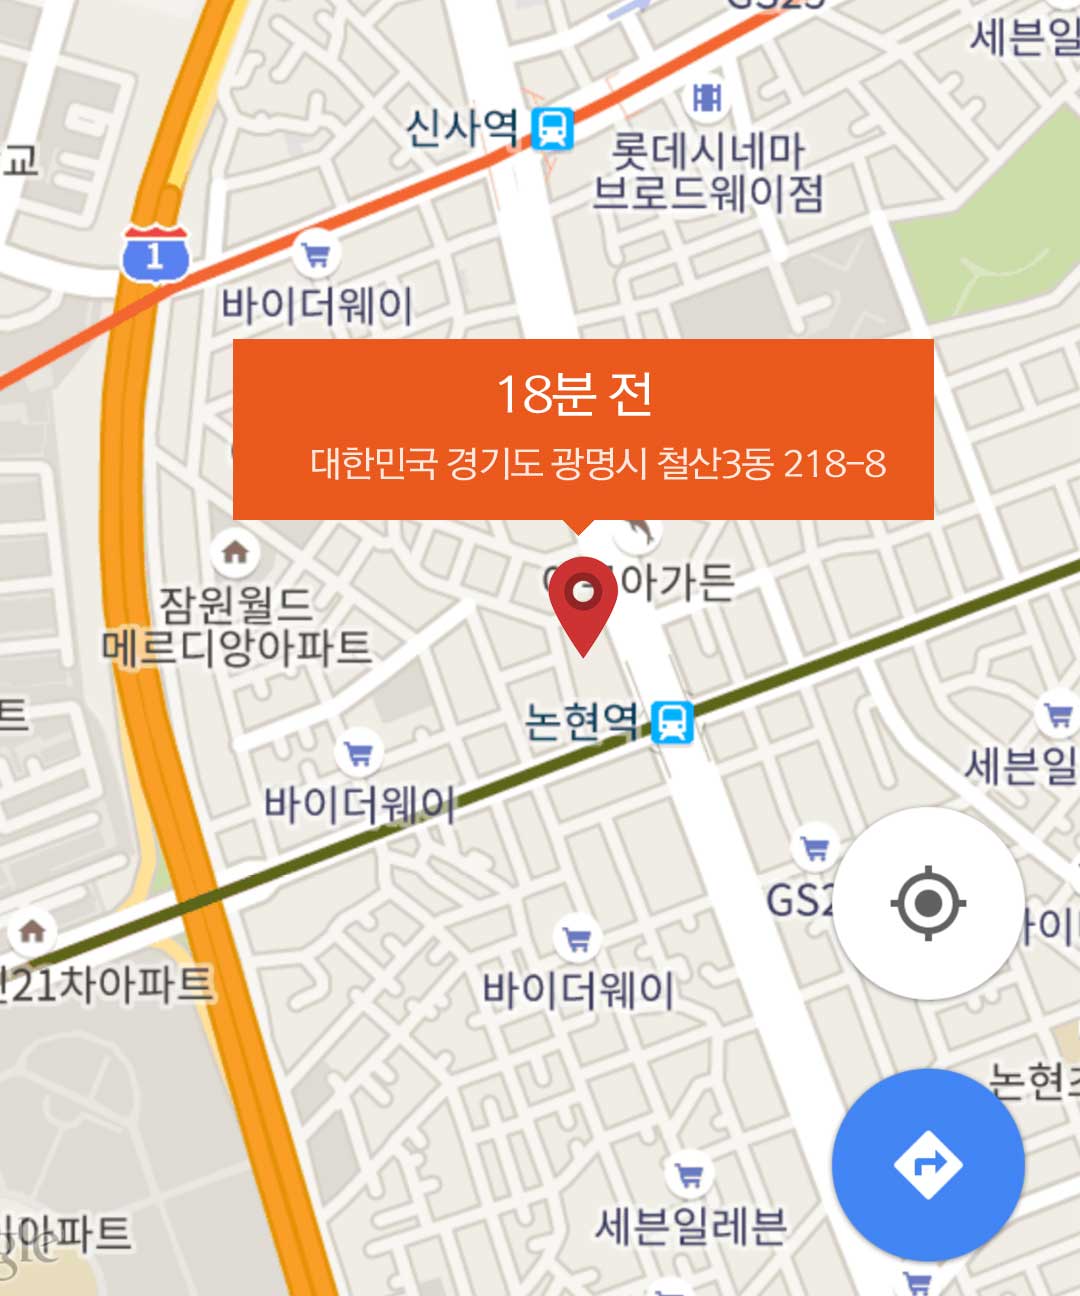 GS25
세븐일
신사역
롯데시네마
브로드웨이점
교
1
바이더웨이
18분 전
대한민국 경기도 광명시 철산3동 218-8
아가든
잠원월드
메르디앙아파트
트
논현역
세븐일
바이더웨이
GS2
이
21차아파트
바이더웨이
논현초
아파트
세븐일레븐